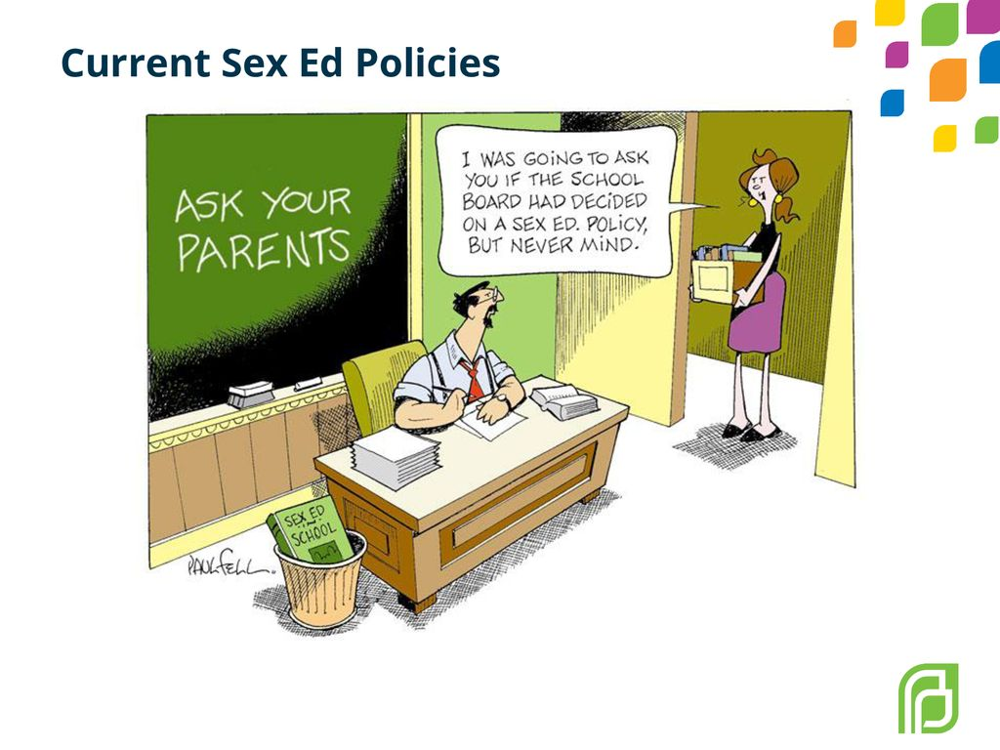 Current Sex Ed Policies
ASK YOUR
PARENTS
I WAS GOING TO ASK
YOU IF THE SCHOOL
BOARD HAD DECIDED
ON A SEX ED. POLICY,
BUT NEVER MIND.
SEX ED
IN
SCHOOL
PAUL FELL.